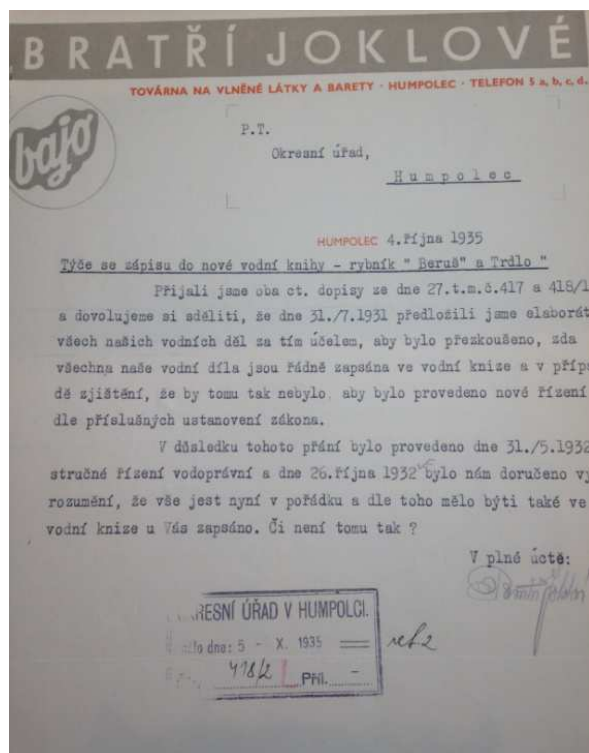 BRATŘÍ JOKLOVÉ
TOVÁRNA NA VLNĚNÉ LÁTKY A BARETY · HUMPOLEC · TELEFON 5 a, b, c, d.
bajo
P.T.
Okresní úřad,
Humpolec
HUMPOLEC 4.října 1935
Týče se zápisu do nové vodní knihy - rybník " Beruš" a Trdlo "
Přijali jsme oba ct. dopisy ze dne 27.t.m.č.417 a 418/1
a dovolujeme si sděliti, že dne 31./7.1931 předložili jsme elaborát
všech našich vodních děl za tím účelem, aby bylo přezkoušeno, zda
všechna naše vodní díla jsou řádně zapsána ve vodní knize a v přípa
dě zjištění, že by tomu tak nebylo, aby bylo provedeno nové řízení
dle příslušných ustanovení zákona.
V důsledku tohoto přání bylo provedeno dne 31./5.1932
stručné řízení vodoprávní a dne 26.října 1932 bylo nám doručeno vy
rozumění, že vše jest nyní v pořádku a dle toho mělo býti také ve
vodní knize u Vás zapsáno. Či není tomu tak ?
V plné úctě:
RESNÍ ÚŘAD V HUMPOLCI.
dne: 5 - X. 1935
418/2 Příl. -